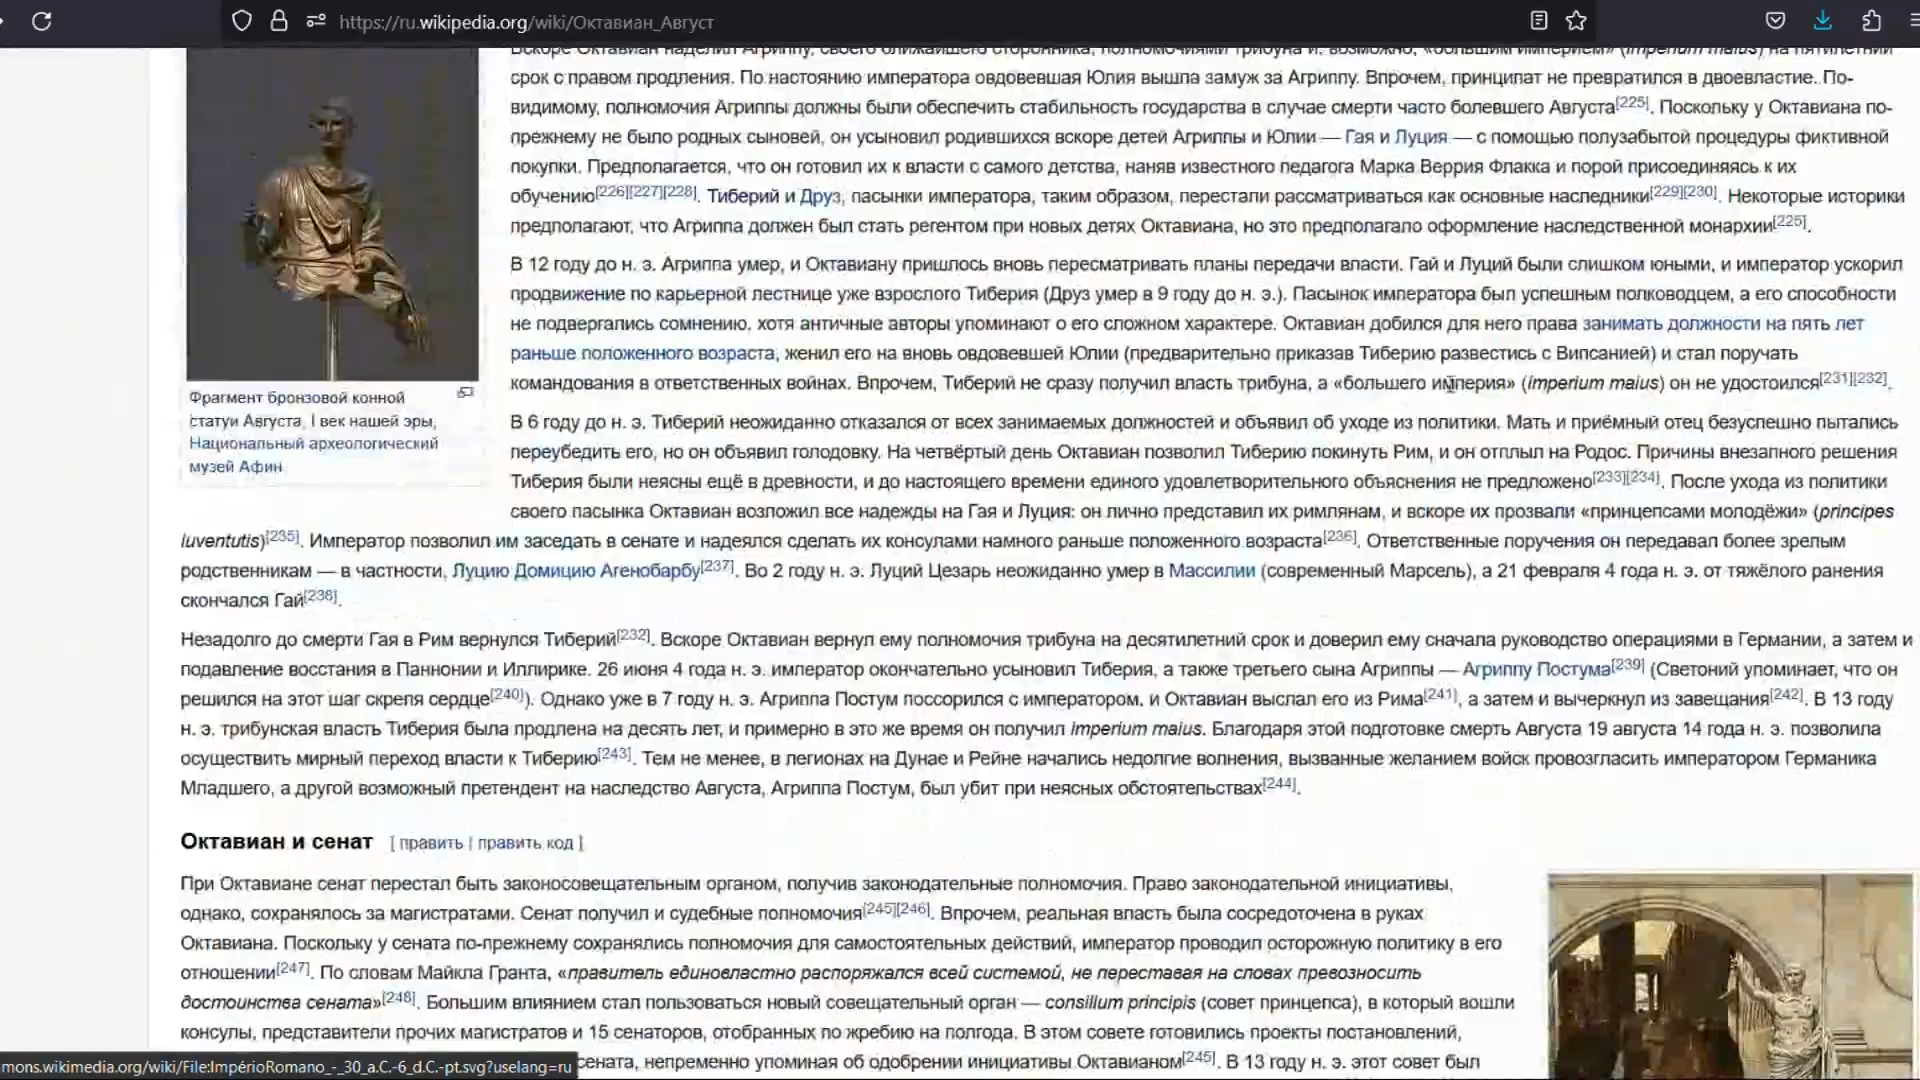 https://ru.wikipedia.org/wiki/Октавиан_Август
Вскоре Октавиан наделил Агриппу, своего ближайшего сторонника, полномочиями трибуна и, возможно, «большим империем» (imperium maius) на пятилетний
срок с правом продления. По настоянию императора овдовевшая Юлия вышла замуж за Агриппу. Впрочем, принципат не превратился в двоевластие. По-
видимому, полномочия Агриппы должны были обеспечить стабильность государства в случае смерти часто болевшего Августа[225]. Поскольку у Октавиана по-
прежнему не было родных сыновей, он усыновил родившихся вскоре детей Агриппы и Юлии — Гая и Луция — с помощью полузабытой процедуры фиктивной
покупки. Предполагается, что он готовил их к власти с самого детства, наняв известного педагога Марка Веррия Флакка и порой присоединяясь к их
обучению[226][227][228]. Тиберий и Друз, пасынки императора, таким образом, перестали рассматриваться как основные наследники[229][230]. Некоторые историки
предполагают, что Агриппа должен был стать регентом при новых детях Октавиана, но это предполагало оформление наследственной монархии[225].
В 12 году до н. э. Агриппа умер, и Октавиану пришлось вновь пересматривать планы передачи власти. Гай и Луций были слишком юными, и император ускорил
продвижение по карьерной лестнице уже взрослого Тиберия (Друз умер в 9 году до н. э.). Пасынок императора был успешным полководцем, а его способности
не подвергались сомнению, хотя античные авторы упоминают о его сложном характере. Октавиан добился для него права занимать должности на пять лет
раньше положенного возраста, женил его на вновь овдовевшей Юлии (предварительно приказав Тиберию развестись с Випсанией) и стал поручать
командования в ответственных войнах. Впрочем, Тиберий не сразу получил власть трибуна, а «большего империя» (imperium maius) он не удостоился[231][232].
Фрагмент бронзовой конной
статуи Августа, I век нашей эры,
Национальный археологический
музей Афин
В 6 году до н. э. Тиберий неожиданно отказался от всех занимаемых должностей и объявил об уходе из политики. Мать и приёмный отец безуспешно пытались
переубедить его, но он объявил голодовку. На четвёртый день Октавиан позволил Тиберию покинуть Рим, и он отплыл на Родос. Причины внезапного решения
Тиберия были неясны ещё в древности, и до настоящего времени единого удовлетворительного объяснения не предложено[233][234]. После ухода из политики
своего пасынка Октавиан возложил все надежды на Гая и Луция: он лично представил их римлянам, и вскоре их прозвали «принцепсами молодёжи» (principes
iuventutis)[235]. Император позволил им заседать в сенате и надеялся сделать их консулами намного раньше положенного возраста[236]. Ответственные поручения он передавал более зрелым
родственникам — в частности, Луцию Домицию Агенобарбу[237]. Во 2 году н. э. Луций Цезарь неожиданно умер в Массилии (современный Марсель), а 21 февраля 4 года н. э. от тяжёлого ранения
скончался Гай[238].
Незадолго до смерти Гая в Рим вернулся Тиберий[232]. Вскоре Октавиан вернул ему полномочия трибуна на десятилетний срок и доверил ему сначала руководство операциями в Германии, а затем и
подавление восстания в Паннонии и Иллирике. 26 июня 4 года н. э. император окончательно усыновил Тиберия, а также третьего сына Агриппы — Агриппу Постума[239] (Светоний упоминает, что он
решился на этот шаг скрепя сердце[240]). Однако уже в 7 году н. э. Агриппа Постум поссорился с императором, и Октавиан выслал его из Рима[241], а затем и вычеркнул из завещания[242]. В 13 году
н. э. трибунская власть Тиберия была продлена на десять лет, и примерно в это же время он получил imperium maius. Благодаря этой подготовке смерть Августа 19 августа 14 года н. э. позволила
осуществить мирный переход власти к Тиберию[243]. Тем не менее, в легионах на Дунае и Рейне начались недолгие волнения, вызванные желанием войск провозгласить императором Германика
Младшего, а другой возможный претендент на наследство Августа, Агриппа Постум, был убит при неясных обстоятельствах[244].
Октавиан и сенат [ править | править код ]
При Октавиане сенат перестал быть законосовещательным органом, получив законодательные полномочия. Право законодательной инициативы,
однако, сохранялось за магистратами. Сенат получил и судебные полномочия[245][246]. Впрочем, реальная власть была сосредоточена в руках
Октавиана. Поскольку у сената по-прежнему сохранялись полномочия для самостоятельных действий, император проводил осторожную политику в его
отношении[247]. По словам Майкла Гранта, «правитель единовластно распоряжался всей системой, не переставая на словах превозносить
достоинства сената»[248]. Большим влиянием стал пользоваться новый совещательный орган — consilium principis (совет принцепса), в который вошли
консулы, представители прочих магистратов и 15 сенаторов, отобранных по жребию на полгода. В этом совете готовились проекты постановлений,
сената, непременно упоминая об одобрении инициативы Октавианом[245]. В 13 году н. э. этот совет был
mons.wikimedia.org/wiki/File:ImpérioRomano_-_30_a.C.-6_d.C.-pt.svg?uselang=ru